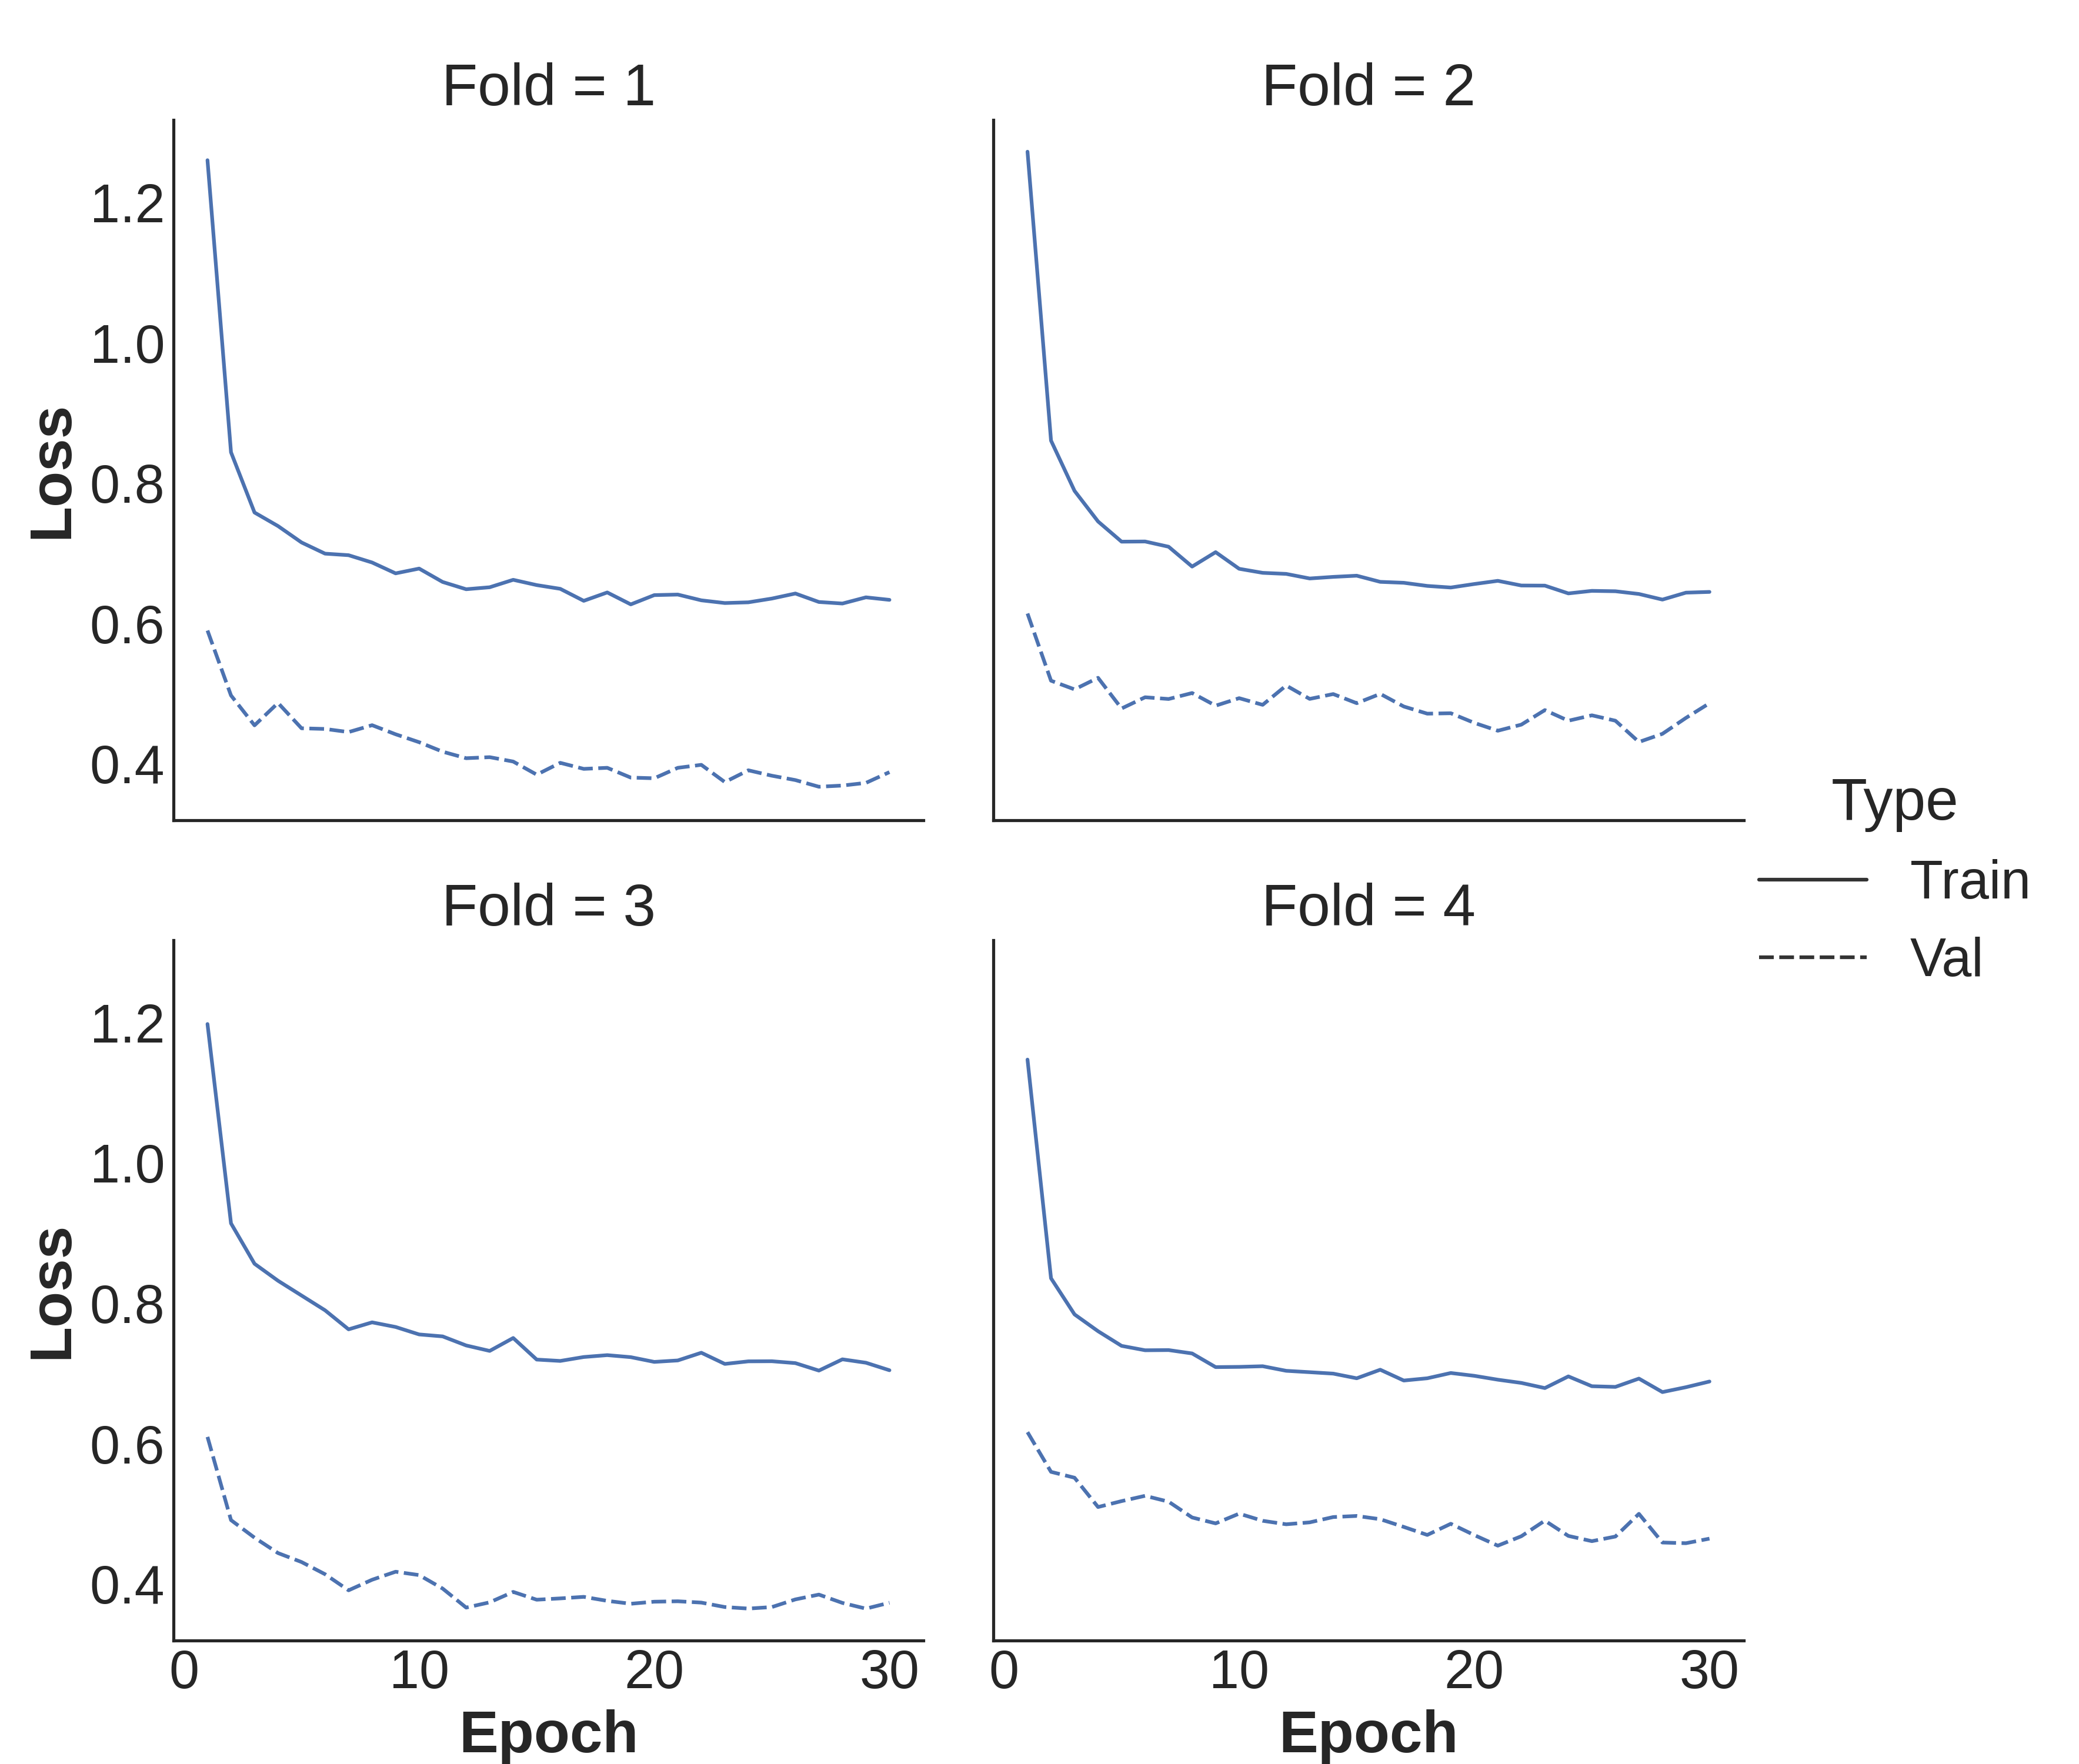 Fold = 1
Fold = 2
1.2
1.0
0.8
0.6
0.4
Loss
Type
Train
Val
Fold = 3
Fold = 4
1.2
1.0
0.8
0.6
0.4
Loss
0 10 20 30
0 10 20 30
Epoch
Epoch